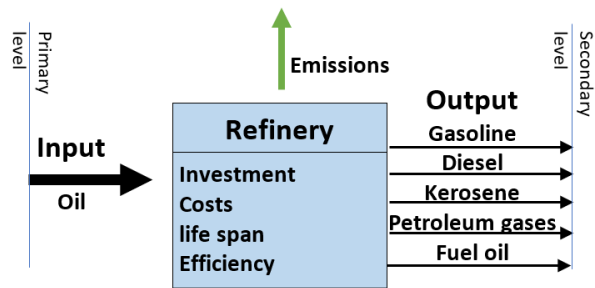 Primary
level
Input
Oil
Emissions
Refinery
Investment
Costs
life span
Efficiency
Output
Gasoline
Diesel
Kerosene
Petroleum gases
Fuel oil
Secondary
level